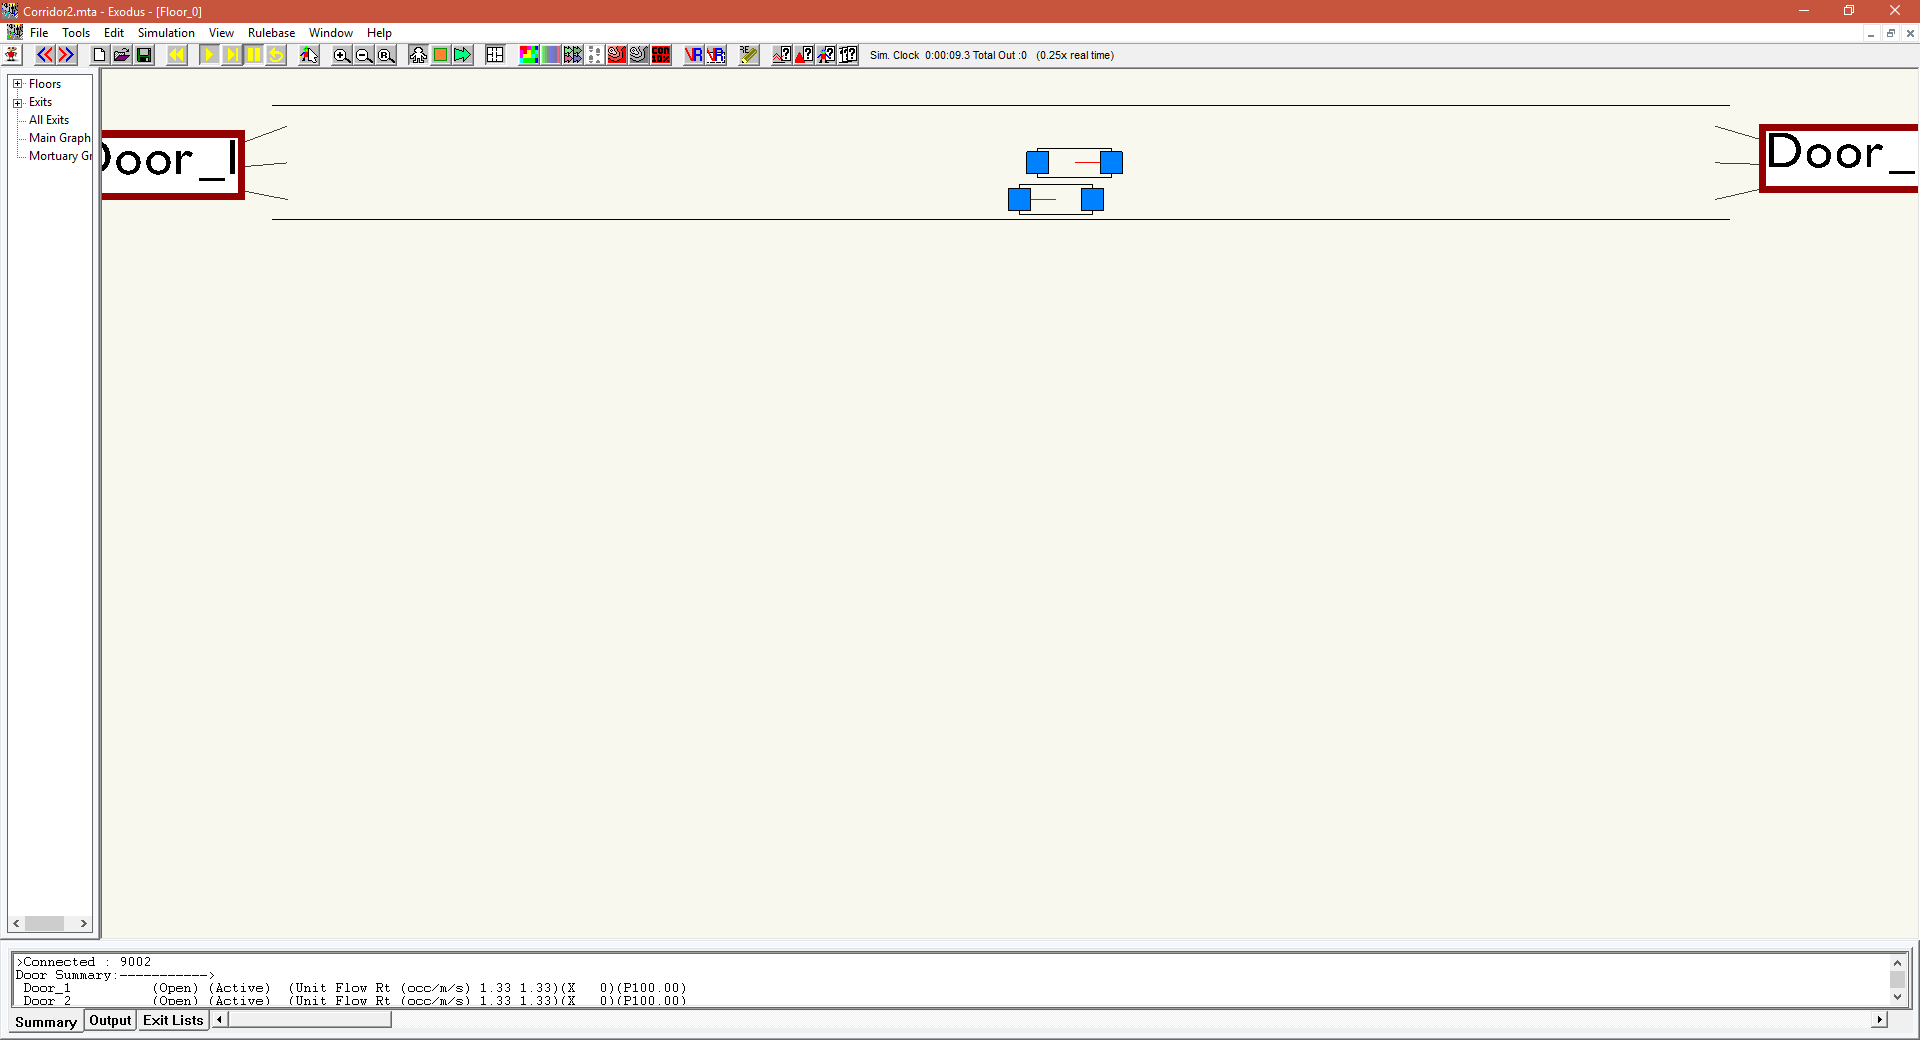 Corridor2.mta - Exodus - [Floor_0]
File Tools Edit Simulation View Rulebase Window Help
Sim. Clock 0:00:09.3 Total Out :0 (0.25x real time)
Floors
Exits
All Exits
Main Graph
Mortuary Gr
Door_1
Door_
>Connected : 9002
Door Summary:----------->
Door_1 (Open) (Active) (Unit Flow Rt (occ/m/s) 1.33 1.33)(X 0)(P100.00)
Door_2 (Open) (Active) (Unit Flow Rt (occ/m/s) 1.33 1.33)(X 0)(P100.00)
Summary Output Exit Lists